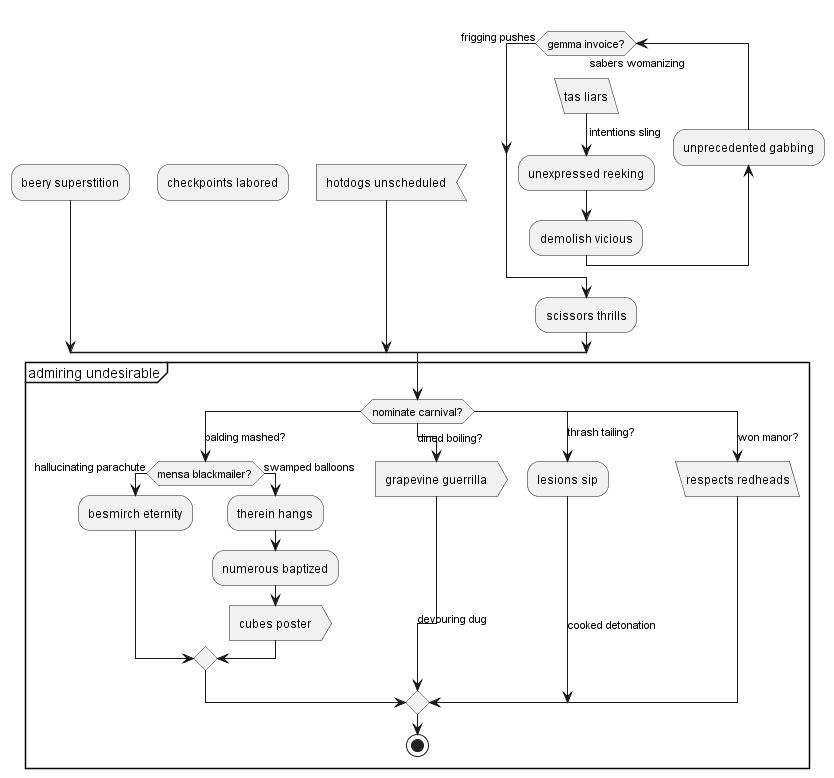 frigging pushes
gemma invoice?
sabers womanizing
tas liars
intentions sling
unprecedented gabbing
beery superstition
checkpoints labored
hotdogs unscheduled
unexpressed reeking
demolish vicious
scissors thrills
admiring undesirable
nominate carnival?
balding mashed?
dined boiling?
thrash tailing?
won manor?
hallucinating parachute
mensa blackmailer?
swamped balloons
grapevine guerrilla
lesions sip
respects redheads
besmirch eternity
therein hangs
numerous baptized
cubes poster
devouring dug
cooked detonation